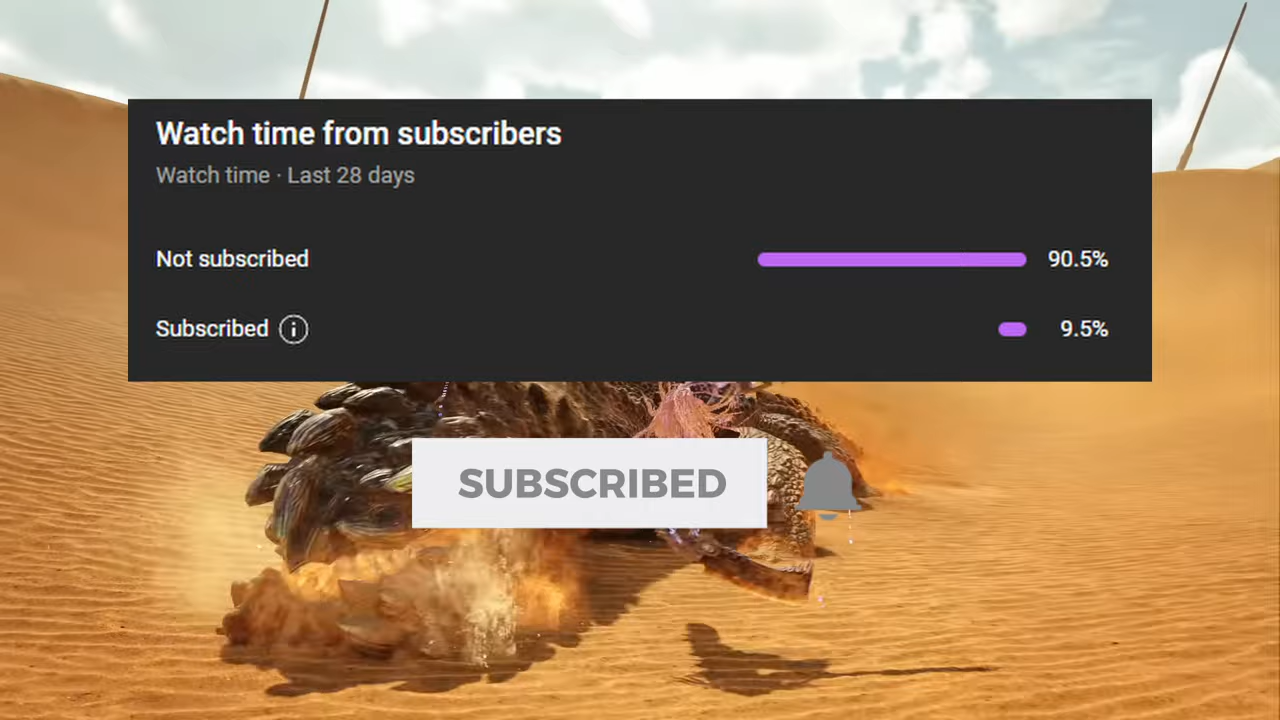 Watch time from subscribers
Watch time · Last 28 days
Not subscribed 90.5%
Subscribed 9.5%
SUBSCRIBED